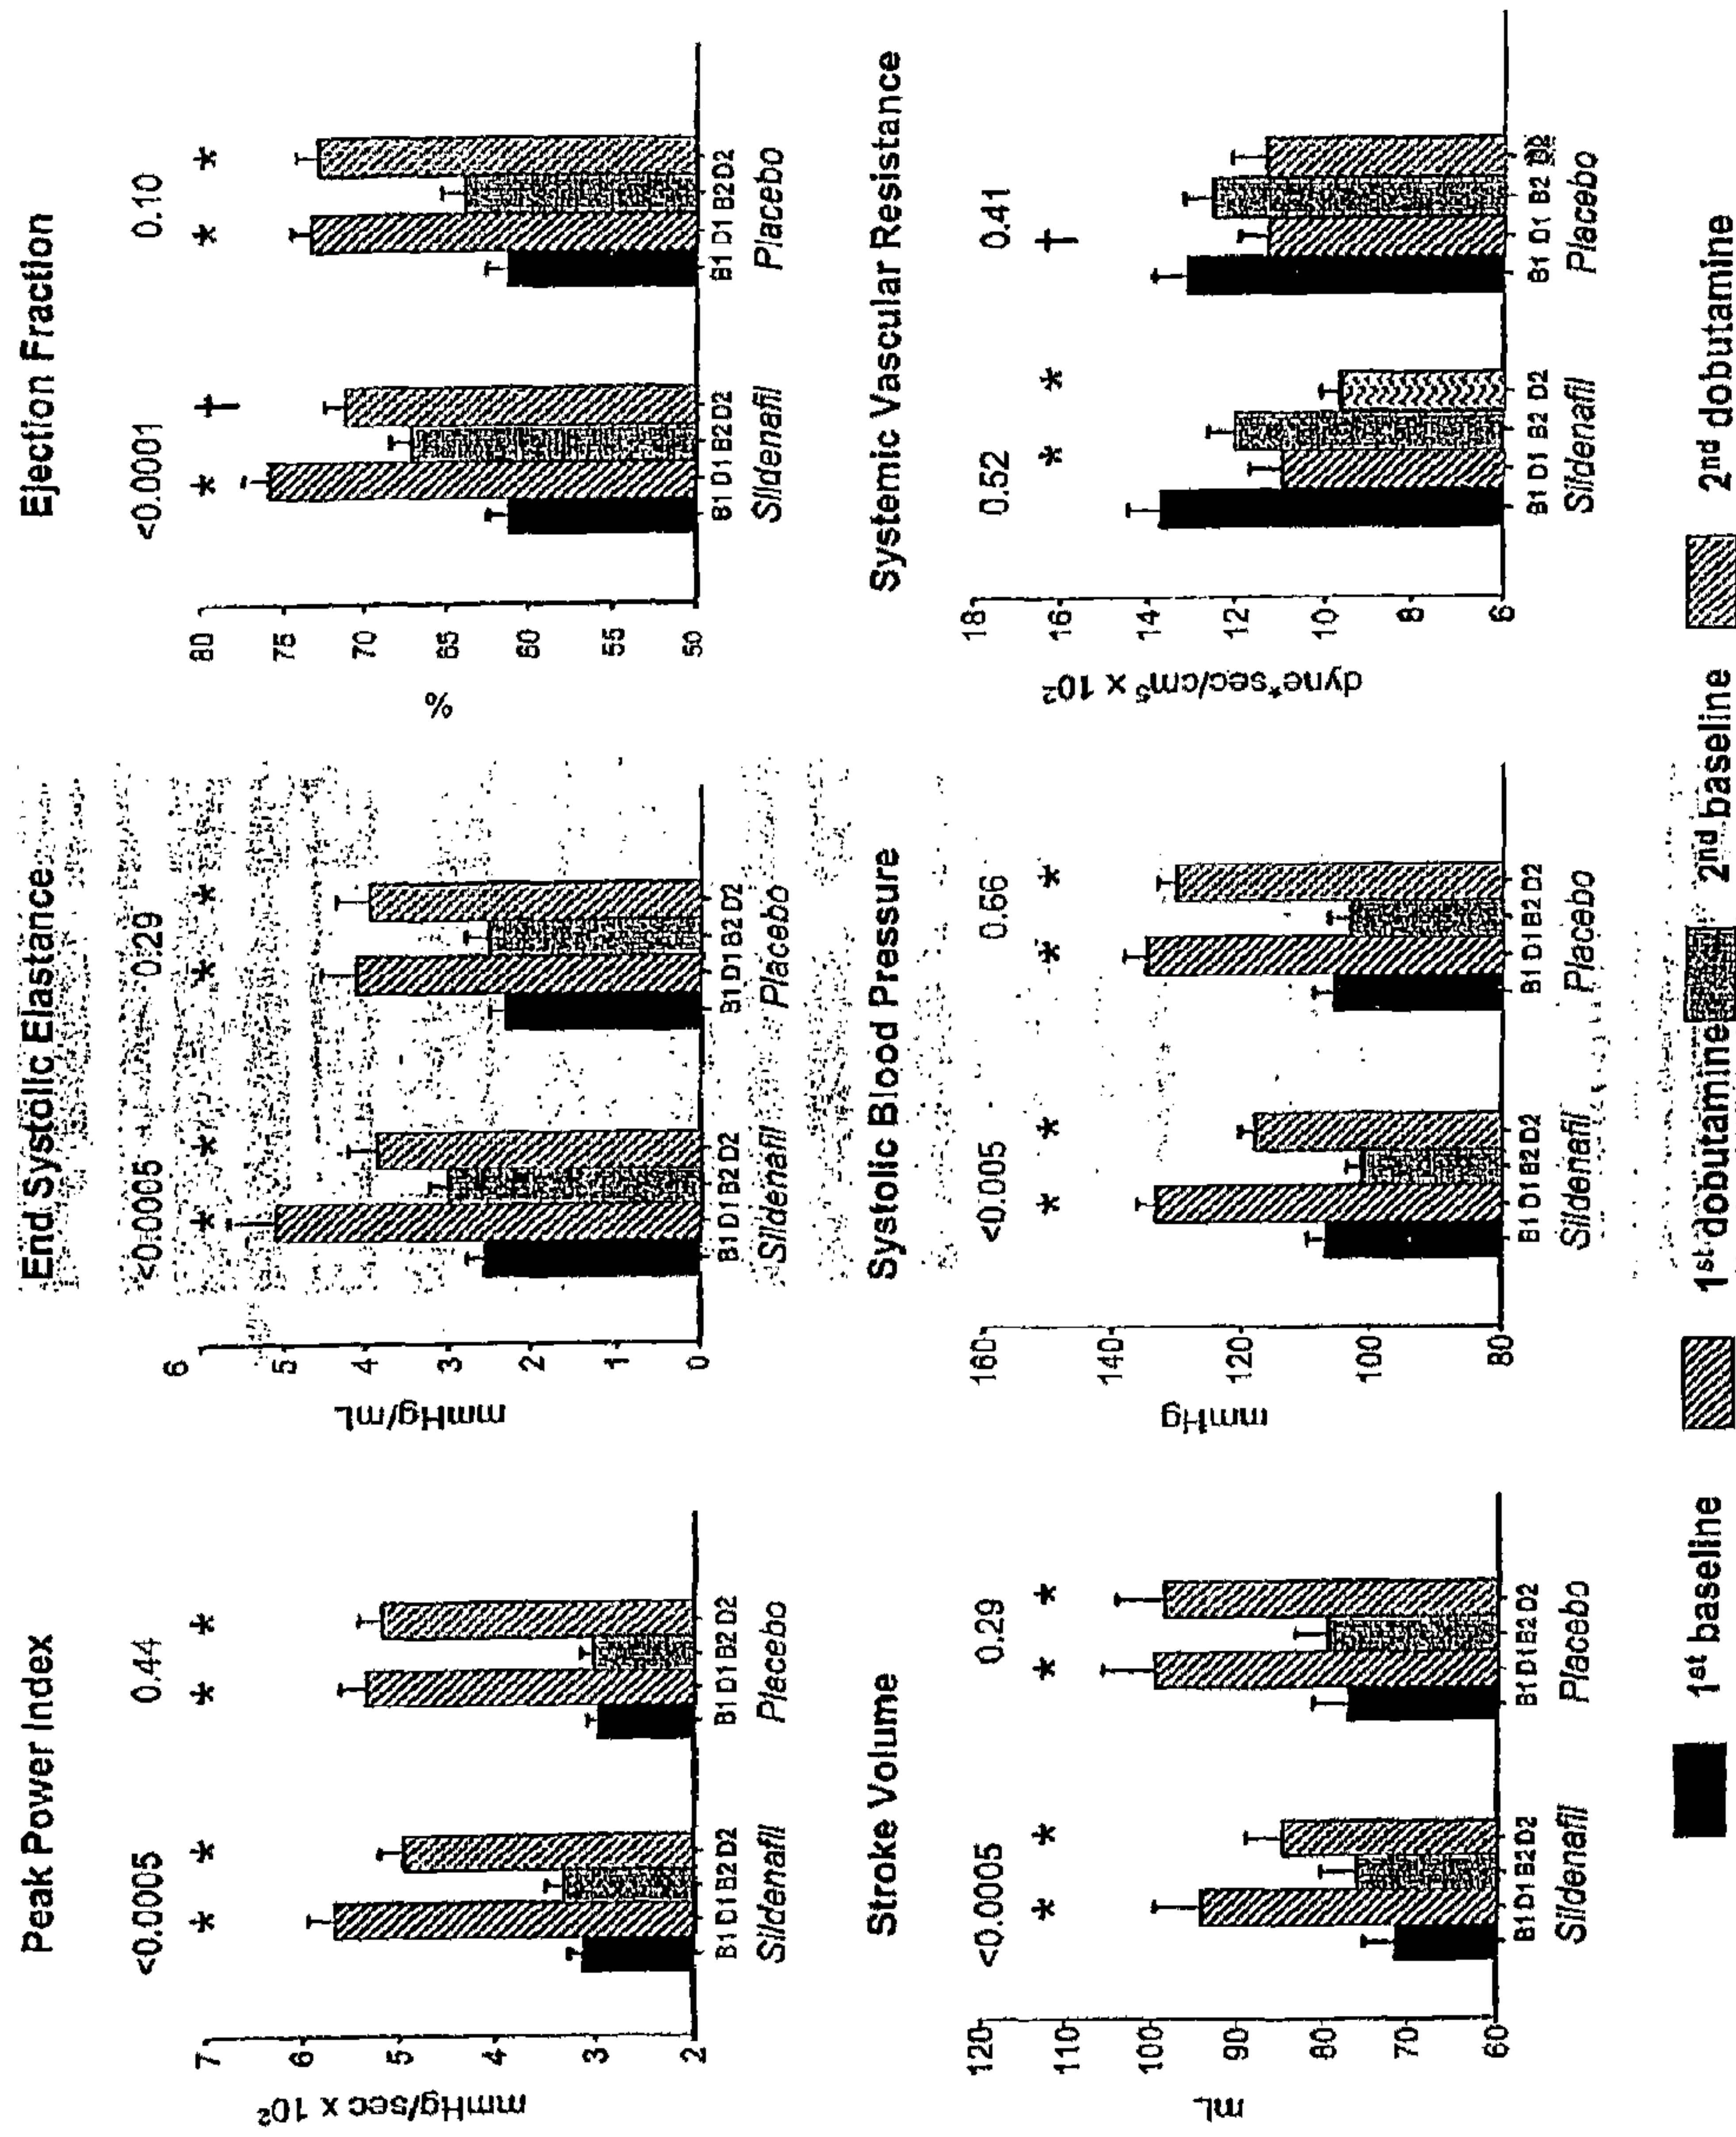 Peak Power Index
<0.0005 0.44
* * * *
mmHg/sec x 10²
7
6
5
4
3
2
B1 D1 B2 D2 B1 D1 B2 D2
Sildenafil Placebo
End Systolic Elastance
<0.0005 0.29
* * * *
mmHg/mL
6
5
4
3
2
1
0
B1 D1 B2 D2 B1 D1 B2 D2
Sildenafil Placebo
Ejection Fraction
<0.0001 0.10
* † * *
%
80
75
70
65
60
55
50
B1 D1 B2 D2 B1 D1 B2 D2
Sildenafil Placebo
Stroke Volume
<0.0005 0.29
* * * *
mL
120
110
100
90
80
70
60
B1 D1 B2 D2 B1 D1 B2 D2
Sildenafil Placebo
Systolic Blood Pressure
<0.005 0.66
* * * *
mmHg
160
140
120
100
80
B1 D1 B2 D2 B1 D1 B2 D2
Sildenafil Placebo
Systemic Vascular Resistance
0.52 0.41
* * †
dyne*sec/cm⁵ x 10²
18
16
14
12
10
8
6
B1 D1 B2 D2 B1 D1 B2 D2
Sildenafil Placebo
1st baseline 1st dobutamine 2nd baseline 2nd dobutamine